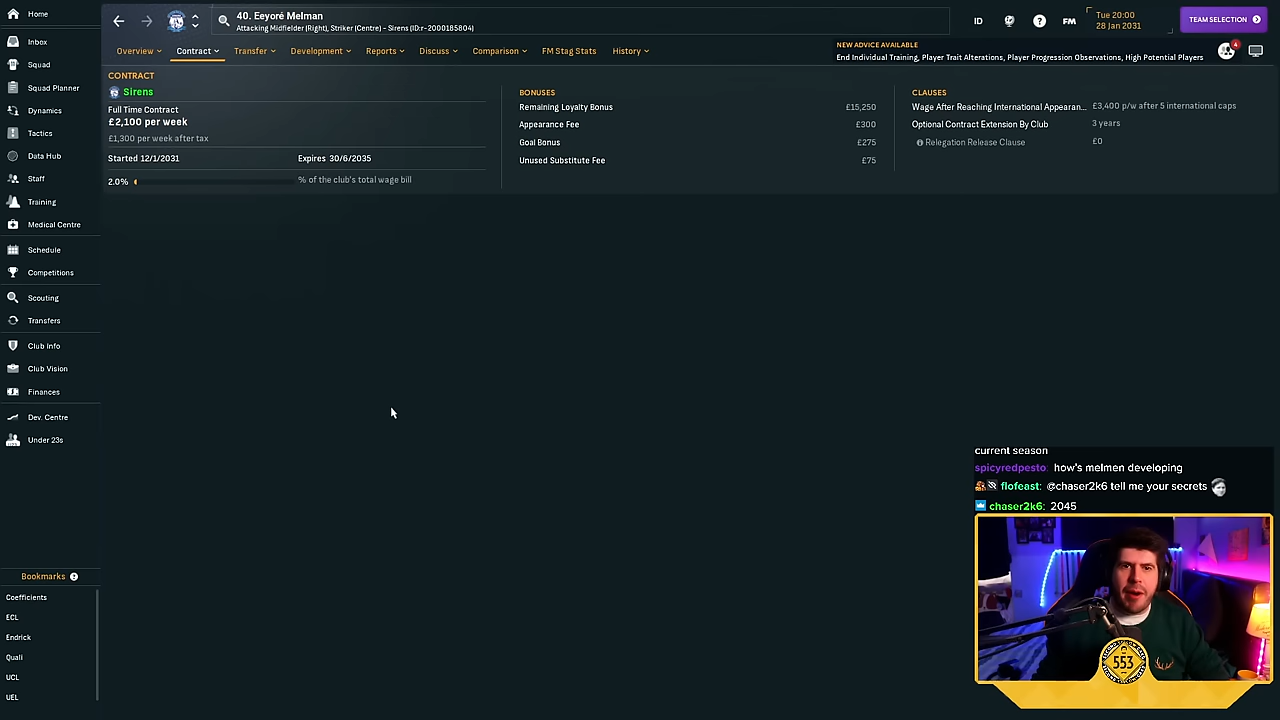 Home
Inbox
Squad
Squad Planner
Dynamics
Tactics
Data Hub
Staff
Training
Medical Centre
Schedule
Competitions
Scouting
Transfers
Club Info
Club Vision
Finances
Dev. Centre
Under 23s
Bookmarks
Coefficients
ECL
Endrick
Quali
UCL
UEL
40. Eeyoré Melman
Attacking Midfielder (Right), Striker (Centre) - Sirens (ID:r-2000185804)
ID
FM
Tue 20:00
28 Jan 2031
TEAM SELECTION
Overview
Contract
Transfer
Development
Reports
Discuss
Comparison
FM Stag Stats
History
NEW ADVICE AVAILABLE
End Individual Training, Player Trait Alterations, Player Progression Observations, High Potential Players
4
CONTRACT
Sirens
Full Time Contract
£2,100 per week
£1,300 per week after tax
Started 12/1/2031 Expires 30/6/2035
2.0% % of the club's total wage bill
BONUSES
Remaining Loyalty Bonus £15,250
Appearance Fee £300
Goal Bonus £275
Unused Substitute Fee £75
CLAUSES
Wage After Reaching International Appearan... £3,400 p/w after 5 international caps
Optional Contract Extension By Club 3 years
Relegation Release Clause £0
current season
spicyredpesto: how's melmen developing
flofeast: @chaser2k6 tell me your secrets
chaser2k6: 2045
553